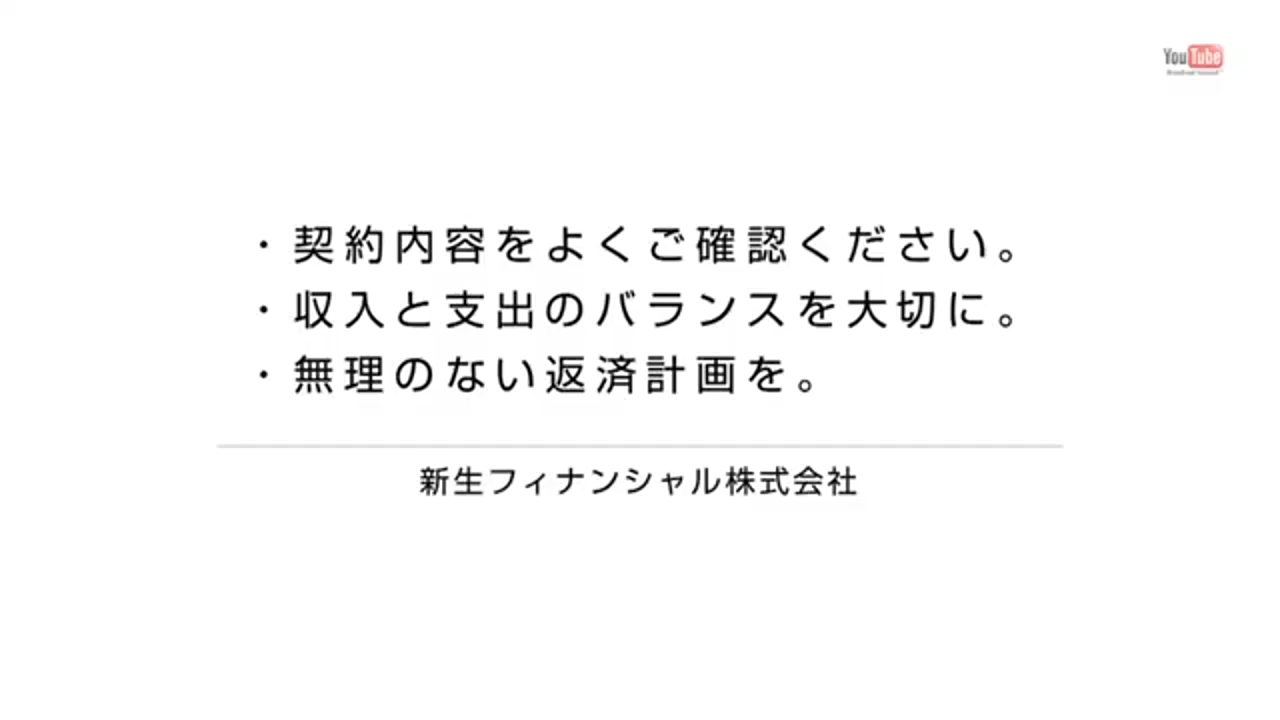 YouTube
・契約内容をよくご確認ください。
・収入と支出のバランスを大切に。
・無理のない返済計画を。
新生フィナンシャル株式会社